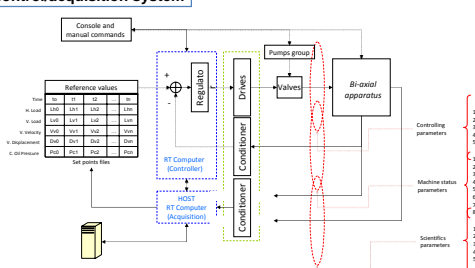 Control/acquisition System
Console and
manual commands
Pumps group
Reference values
+
-
Regulato
Drives
Valves
Bi-axial
apparatus
Time t0 t1 t2 ... tn
H. Load Lh0 Lh1 Lh2 ... Lhn
V. Load Lv0 Lv1 Lv2 ... Lvn
V. Velocity Vv0 Vv1 Vv2 ... Vvn
V. Displacement Dv0 Dv1 Dv2 ... Dvn
C. Oil Pressure Pc0 Pc1 Pc2 ... Pcn
Set points files
RT Computer
(Controller)
Conditioner
Controlling
parameters
HOST
RT Computer
(Acquisition)
Conditioner
Machine status
parameters
Scientifics
parameters